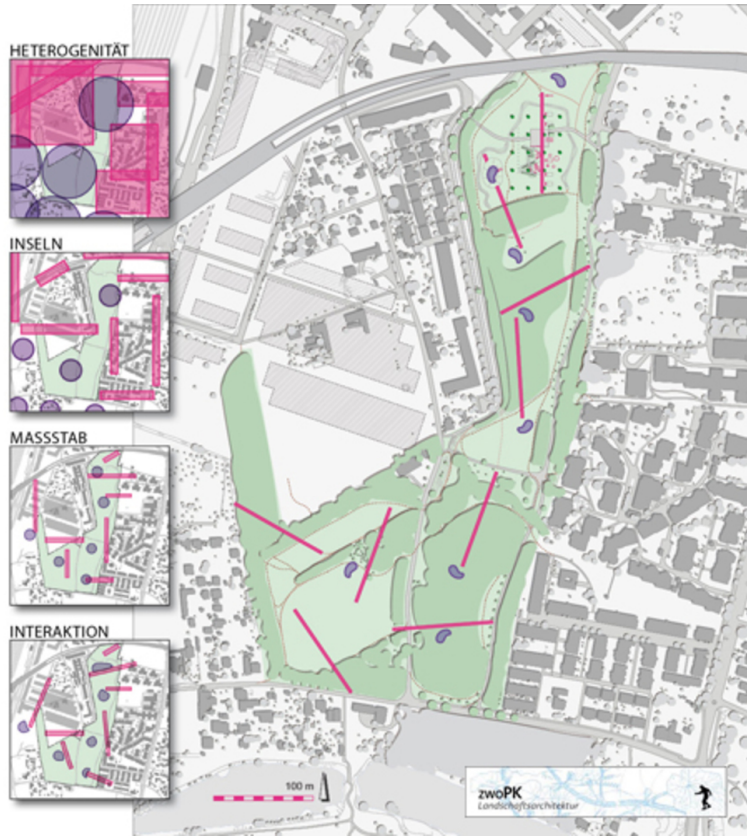 HETEROGENITÄT
INSELN
MASSSTAB
INTERAKTION
100 m
zwoPK
Landschaftsarchitektur